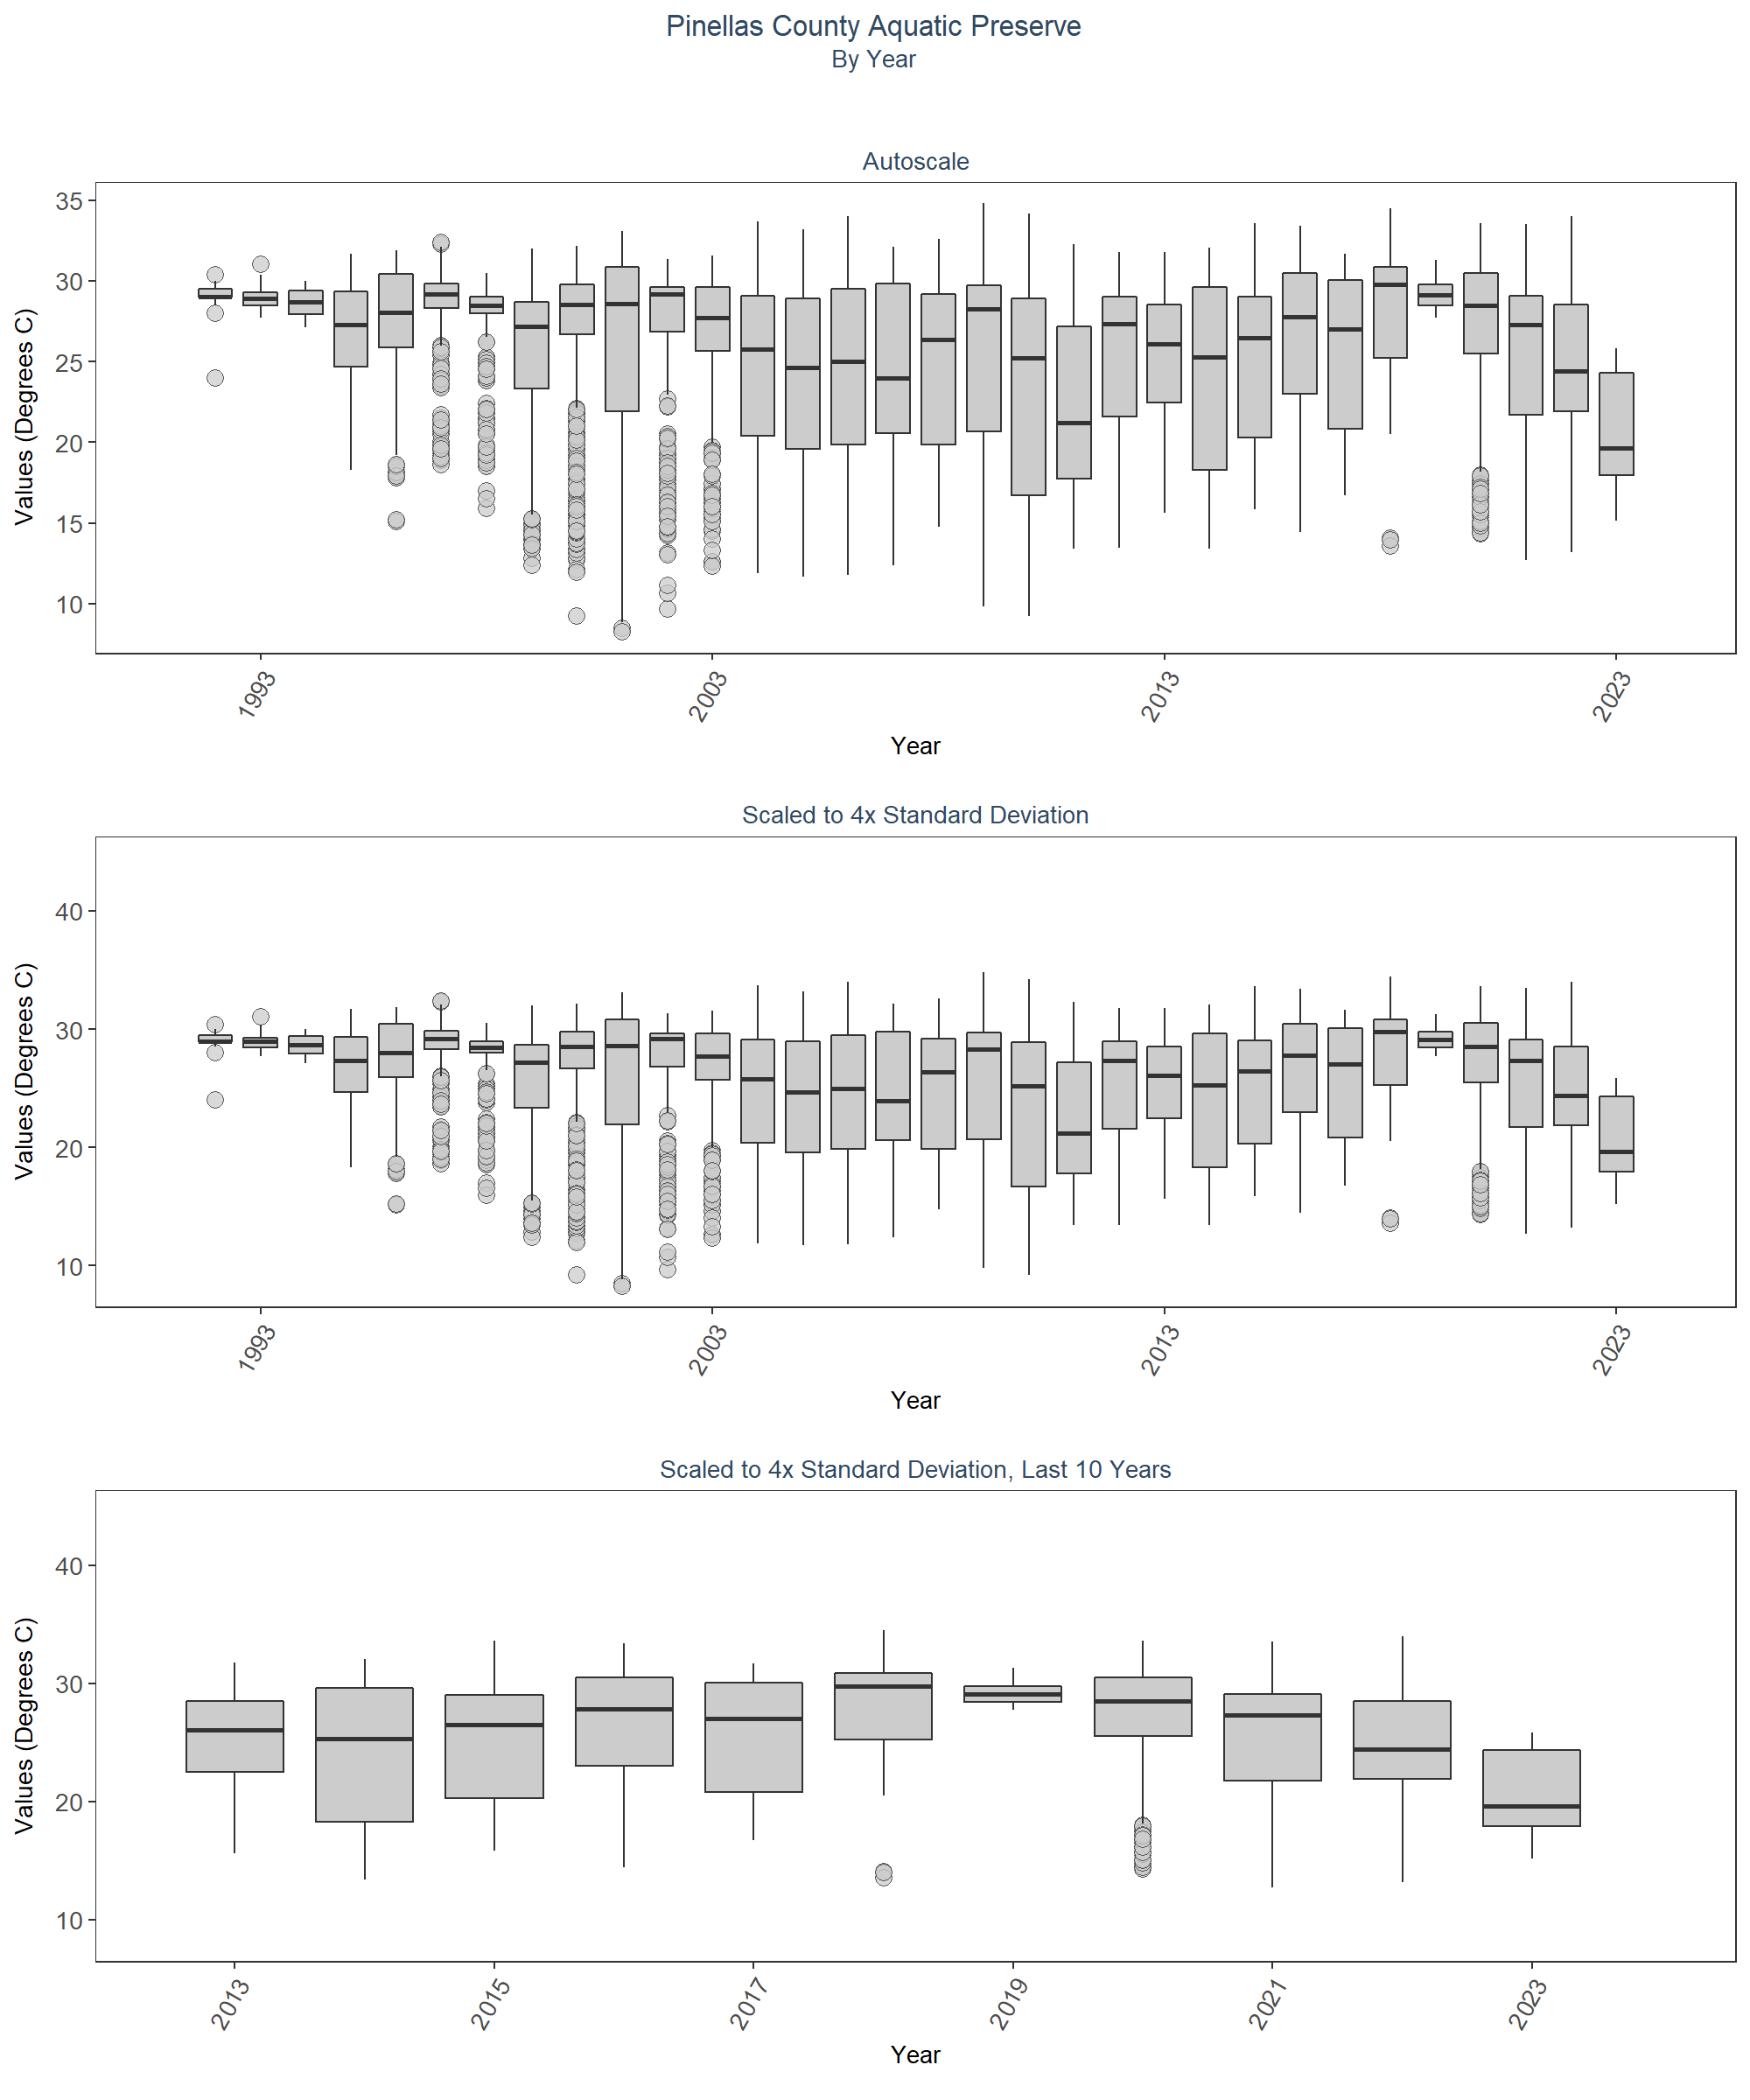 Pinellas County Aquatic Preserve
By Year
Autoscale
Values (Degrees C)
35
30
25
20
15
10
1993
2003
2013
2023
Year
Scaled to 4x Standard Deviation
Values (Degrees C)
40
30
20
10
1993
2003
2013
2023
Year
Scaled to 4x Standard Deviation, Last 10 Years
Values (Degrees C)
40
30
20
10
2013
2015
2017
2019
2021
2023
Year